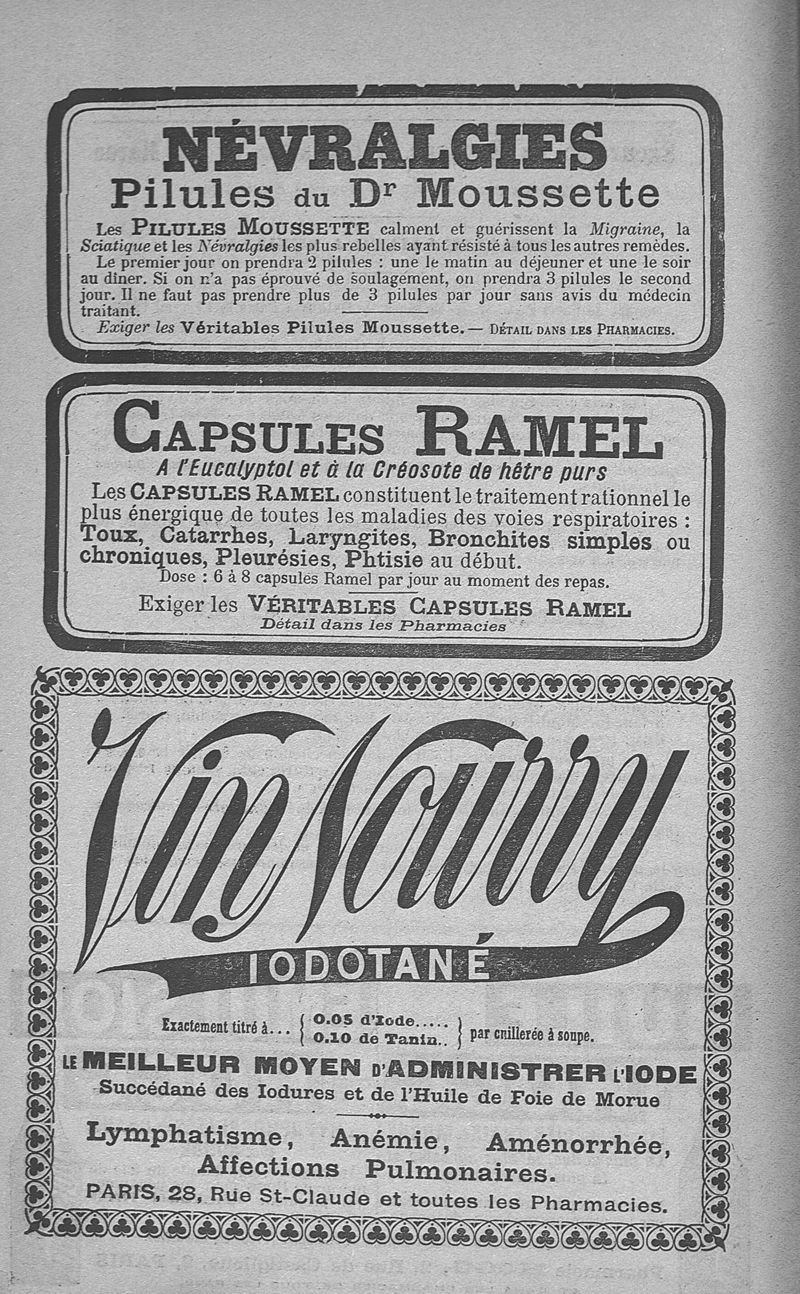 NÉVRALGIES
Pilules du Dr Moussette
Les PILULES MOUSSETTE calment et guérissent la Migraine, la
Sciatique et les Névralgies les plus rebelles ayant résisté à tous les autres remèdes.
Le premier jour on prendra 2 pilules : une le matin au déjeuner et une le soir
au dîner. Si on n'a pas éprouvé de soulagement, on prendra 3 pilules le second
jour. Il ne faut pas prendre plus de 3 pilules par jour sans avis du médecin
traitant.
Exiger les Véritables Pilules Moussette. — DÉTAIL DANS LES PHARMACIES.
CAPSULES RAMEL
A l'Eucalyptol et à la Créosote de hêtre purs
Les CAPSULES RAMEL constituent le traitement rationnel le
plus énergique de toutes les maladies des voies respiratoires :
Toux, Catarrhes, Laryngites, Bronchites simples ou
chroniques, Pleurésies, Phtisie au début.
Dose : 6 à 8 capsules Ramel par jour au moment des repas.
Exiger les VÉRITABLES CAPSULES RAMEL
Détail dans les Pharmacies
Vin Nourry
IODOTANÉ
Exactement titré à... { 0.05 d'Iode..... } par cuillerée à soupe.
0.10 de Tanin..
LE MEILLEUR MOYEN D'ADMINISTRER L'IODE
Succédané des Iodures et de l'Huile de Foie de Morue
Lymphatisme, Anémie, Aménorrhée,
Affections Pulmonaires.
PARIS, 28, Rue St-Claude et toutes les Pharmacies.